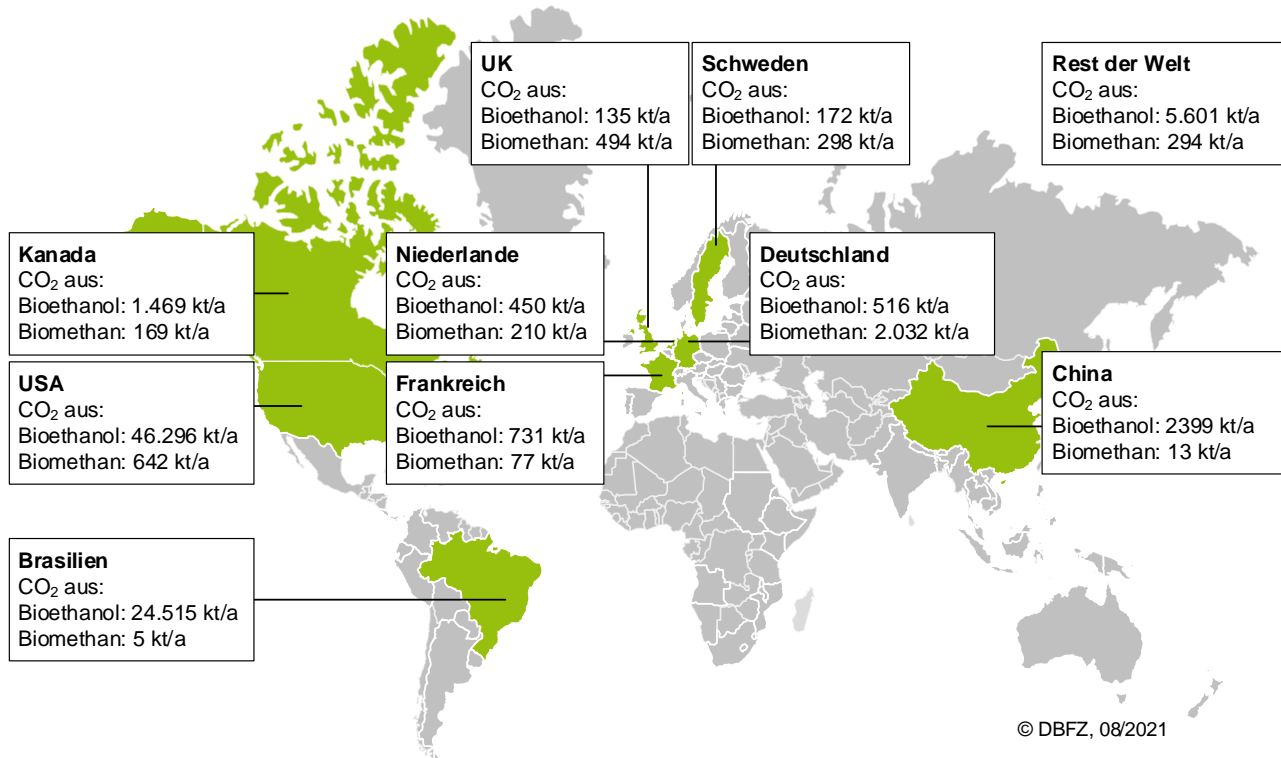 UK
CO₂ aus:
Bioethanol: 135 kt/a
Biomethan: 494 kt/a
Schweden
CO₂ aus:
Bioethanol: 172 kt/a
Biomethan: 298 kt/a
Rest der Welt
CO₂ aus:
Bioethanol: 5.601 kt/a
Biomethan: 294 kt/a
Kanada
CO₂ aus:
Bioethanol: 1.469 kt/a
Biomethan: 169 kt/a
Niederlande
CO₂ aus:
Bioethanol: 450 kt/a
Biomethan: 210 kt/a
Deutschland
CO₂ aus:
Bioethanol: 516 kt/a
Biomethan: 2.032 kt/a
USA
CO₂ aus:
Bioethanol: 46.296 kt/a
Biomethan: 642 kt/a
Frankreich
CO₂ aus:
Bioethanol: 731 kt/a
Biomethan: 77 kt/a
China
CO₂ aus:
Bioethanol: 2399 kt/a
Biomethan: 13 kt/a
Brasilien
CO₂ aus:
Bioethanol: 24.515 kt/a
Biomethan: 5 kt/a
© DBFZ, 08/2021